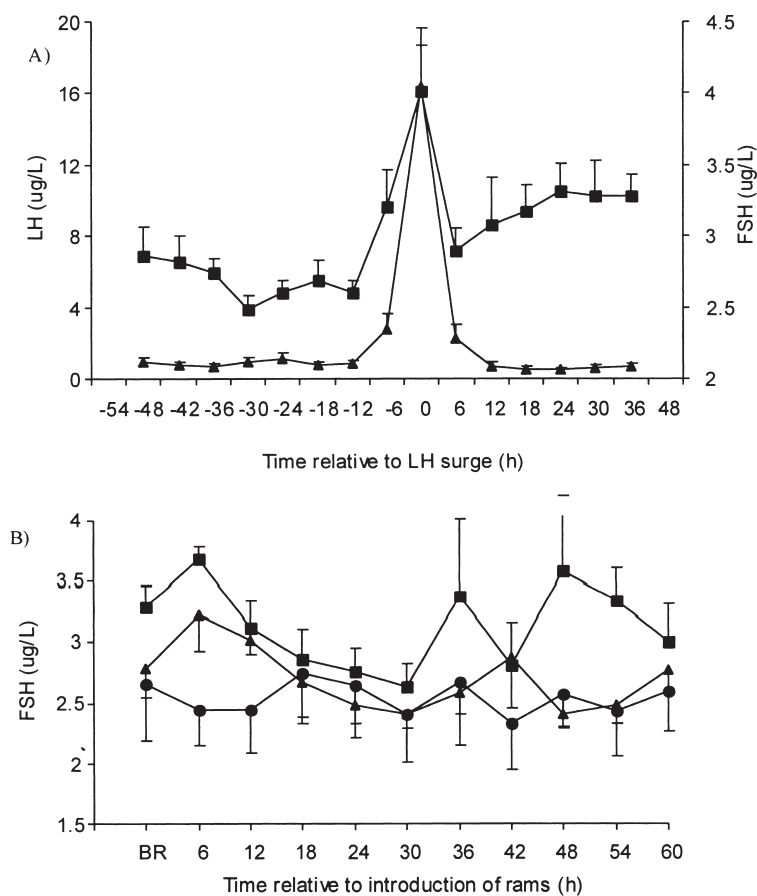 A)
20
16
12
8
4
0
LH (ug/L)
4.5
4
3.5
3
2.5
2
FSH (ug/L)
-54 -48 -42 -36 -30 -24 -18 -12 -6 0 6 12 18 24 30 36 48
Time relative to LH surge (h)
B)
4
3.5
3
2.5
2
1.5
FSH (ug/L)
BR 6 12 18 24 30 36 42 48 54 60
Time relative to introduction of rams (h)